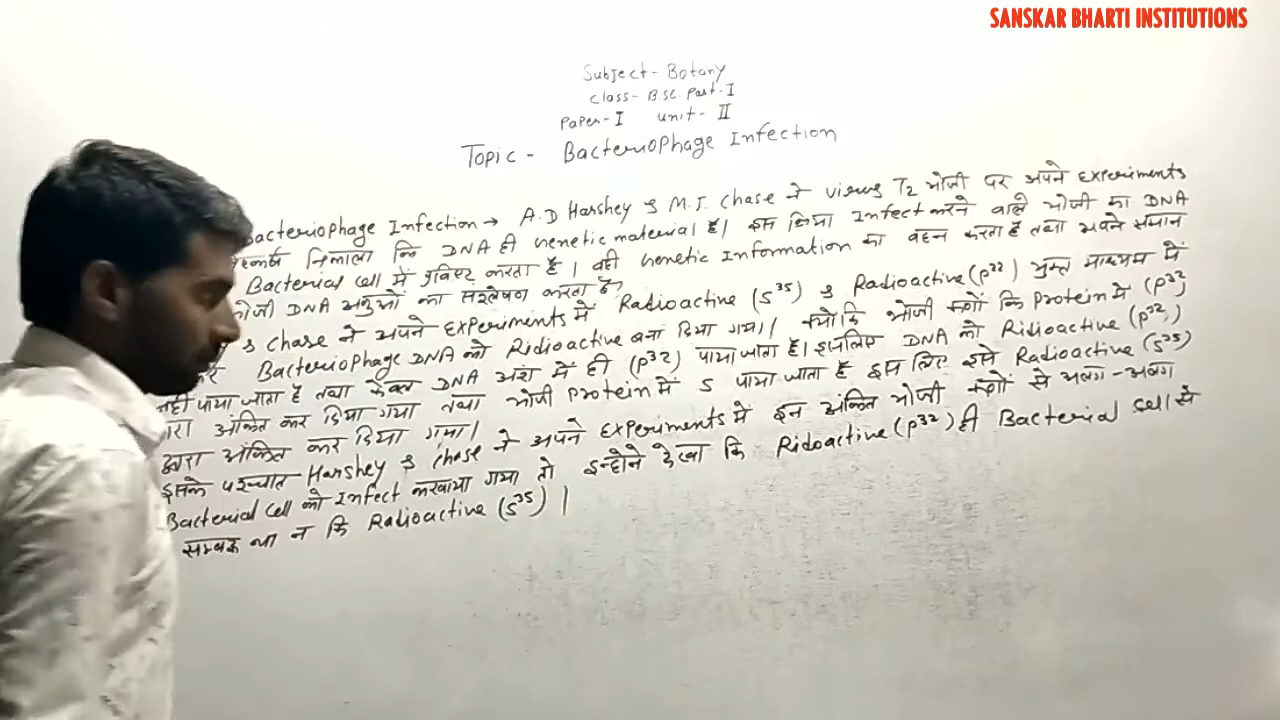 SANSKAR BHARTI INSTITUTIONS
Subject - Botany
Class - B.SC. Part - I
Paper - I Unit - II
Topic - Bacteriophage Infection
Bacteriophage Infection → A.D Harshey & M.J. Chase ने virus T2 भोजी पर अपने Experiments
निकाला कि DNA ही Genetic material है। इस क्रिया Infect करने वाले भोजी का DNA
Bacterial Cell में प्रविष्ट करता है। वही Genetic Information का वहन करता है तथा अपने समान
भोजी DNA अणुओं का संश्लेषण करता है
& Chase ने अपने Experiments में Radioactive (S35) & Radioactive (P32) युक्त माध्यम में
Bacteriophage DNA को Ridioactive बना दिया गया। क्योकि भोजी कणों कि Protein में (P32)
नही पाया जाता है तथा केवल DNA अंश में ही (P32) पाया जाता है। इसलिए DNA को Ridioactive (P32)
द्वारा अंकित कर दिया गया तथा भोजी Protein में S पाया जाता है इस लिए इसे Radioactive (S35)
द्वारा अंकित कर दिया गया।
इसके पश्चात Harshey & Chase ने अपने Experiments में इन अंकित भोजी कणों से अलग-अलग
Bacterial Cell को Infect करवाया गया तो इन्होने देखा कि Ridoactive (P32) ही Bacterial Cell से
था न कि Radioactive (S35)।